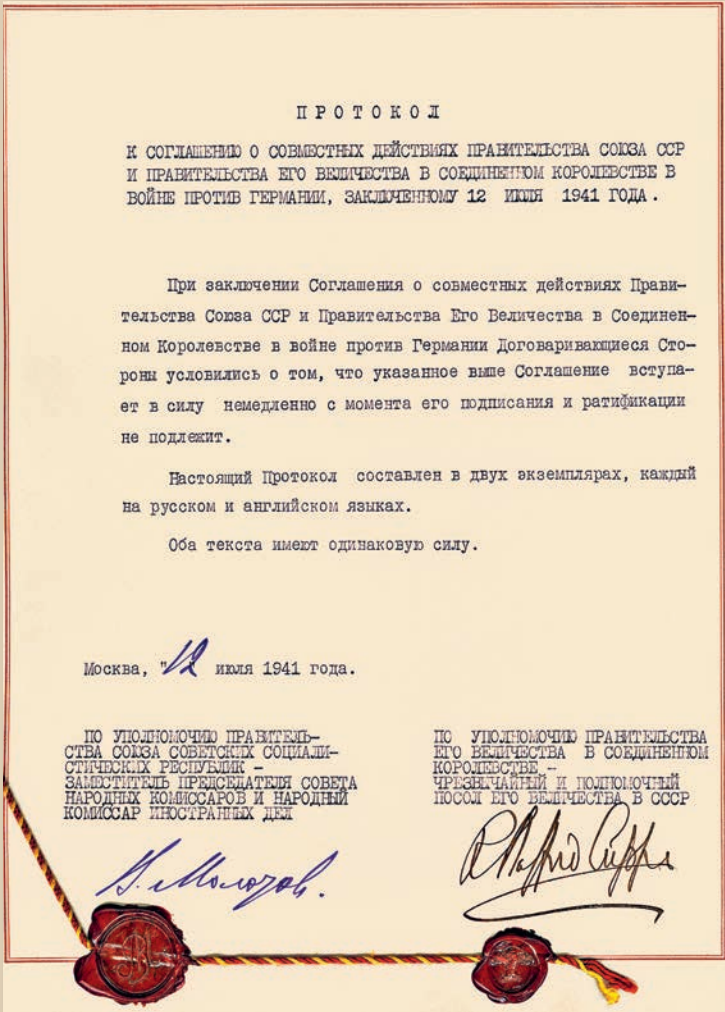 ПРОТОКОЛ
К СОГЛАШЕНИЮ О СОВМЕСТНЫХ ДЕЙСТВИЯХ ПРАВИТЕЛЬСТВА СОЮЗА ССР
И ПРАВИТЕЛЬСТВА ЕГО ВЕЛИЧЕСТВА В СОЕДИНЕННОМ КОРОЛЕВСТВЕ В
ВОЙНЕ ПРОТИВ ГЕРМАНИИ, ЗАКЛЮЧЕННОМУ 12 ИЮЛЯ 1941 ГОДА.
При заключении Соглашения о совместных действиях Прави-
тельства Союза ССР и Правительства Его Величества в Соединен-
ном Королевстве в войне против Германии Договаривающиеся Сто-
роны условились о том, что указанное выше Соглашение вступа-
ет в силу немедленно с момента его подписания и ратификации
не подлежит.
Настоящий Протокол составлен в двух экземплярах, каждый
на русском и английском языках.
Оба текста имеют одинаковую силу.
Москва, "12 июля 1941 года.
ПО УПОЛНОМОЧИЮ ПРАВИТЕЛЬ-
СТВА СОЮЗА СОВЕТСКИХ СОЦИАЛИ-
СТИЧЕСКИХ РЕСПУБЛИК -
ЗАМЕСТИТЕЛЬ ПРЕДСЕДАТЕЛЯ СОВЕТА
НАРОДНЫХ КОМИССАРОВ И НАРОДНЫЙ
КОМИССАР ИНОСТРАННЫХ ДЕЛ
В. Молотов.
ПО УПОЛНОМОЧИЮ ПРАВИТЕЛЬСТВА
ЕГО ВЕЛИЧЕСТВА В СОЕДИНЕННОМ
КОРОЛЕВСТВЕ -
ЧРЕЗВЫЧАЙНЫЙ И ПОЛНОМОЧНЫЙ
ПОСОЛ ЕГО ВЕЛИЧЕСТВА В СССР
R Stafford Cripps